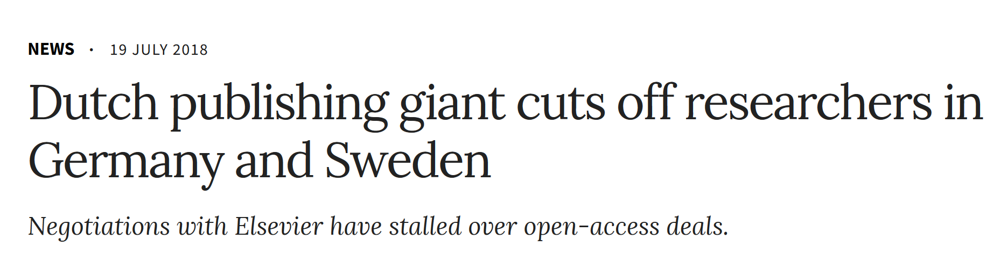 NEWS · 19 JULY 2018
Dutch publishing giant cuts off researchers in
Germany and Sweden
Negotiations with Elsevier have stalled over open-access deals.